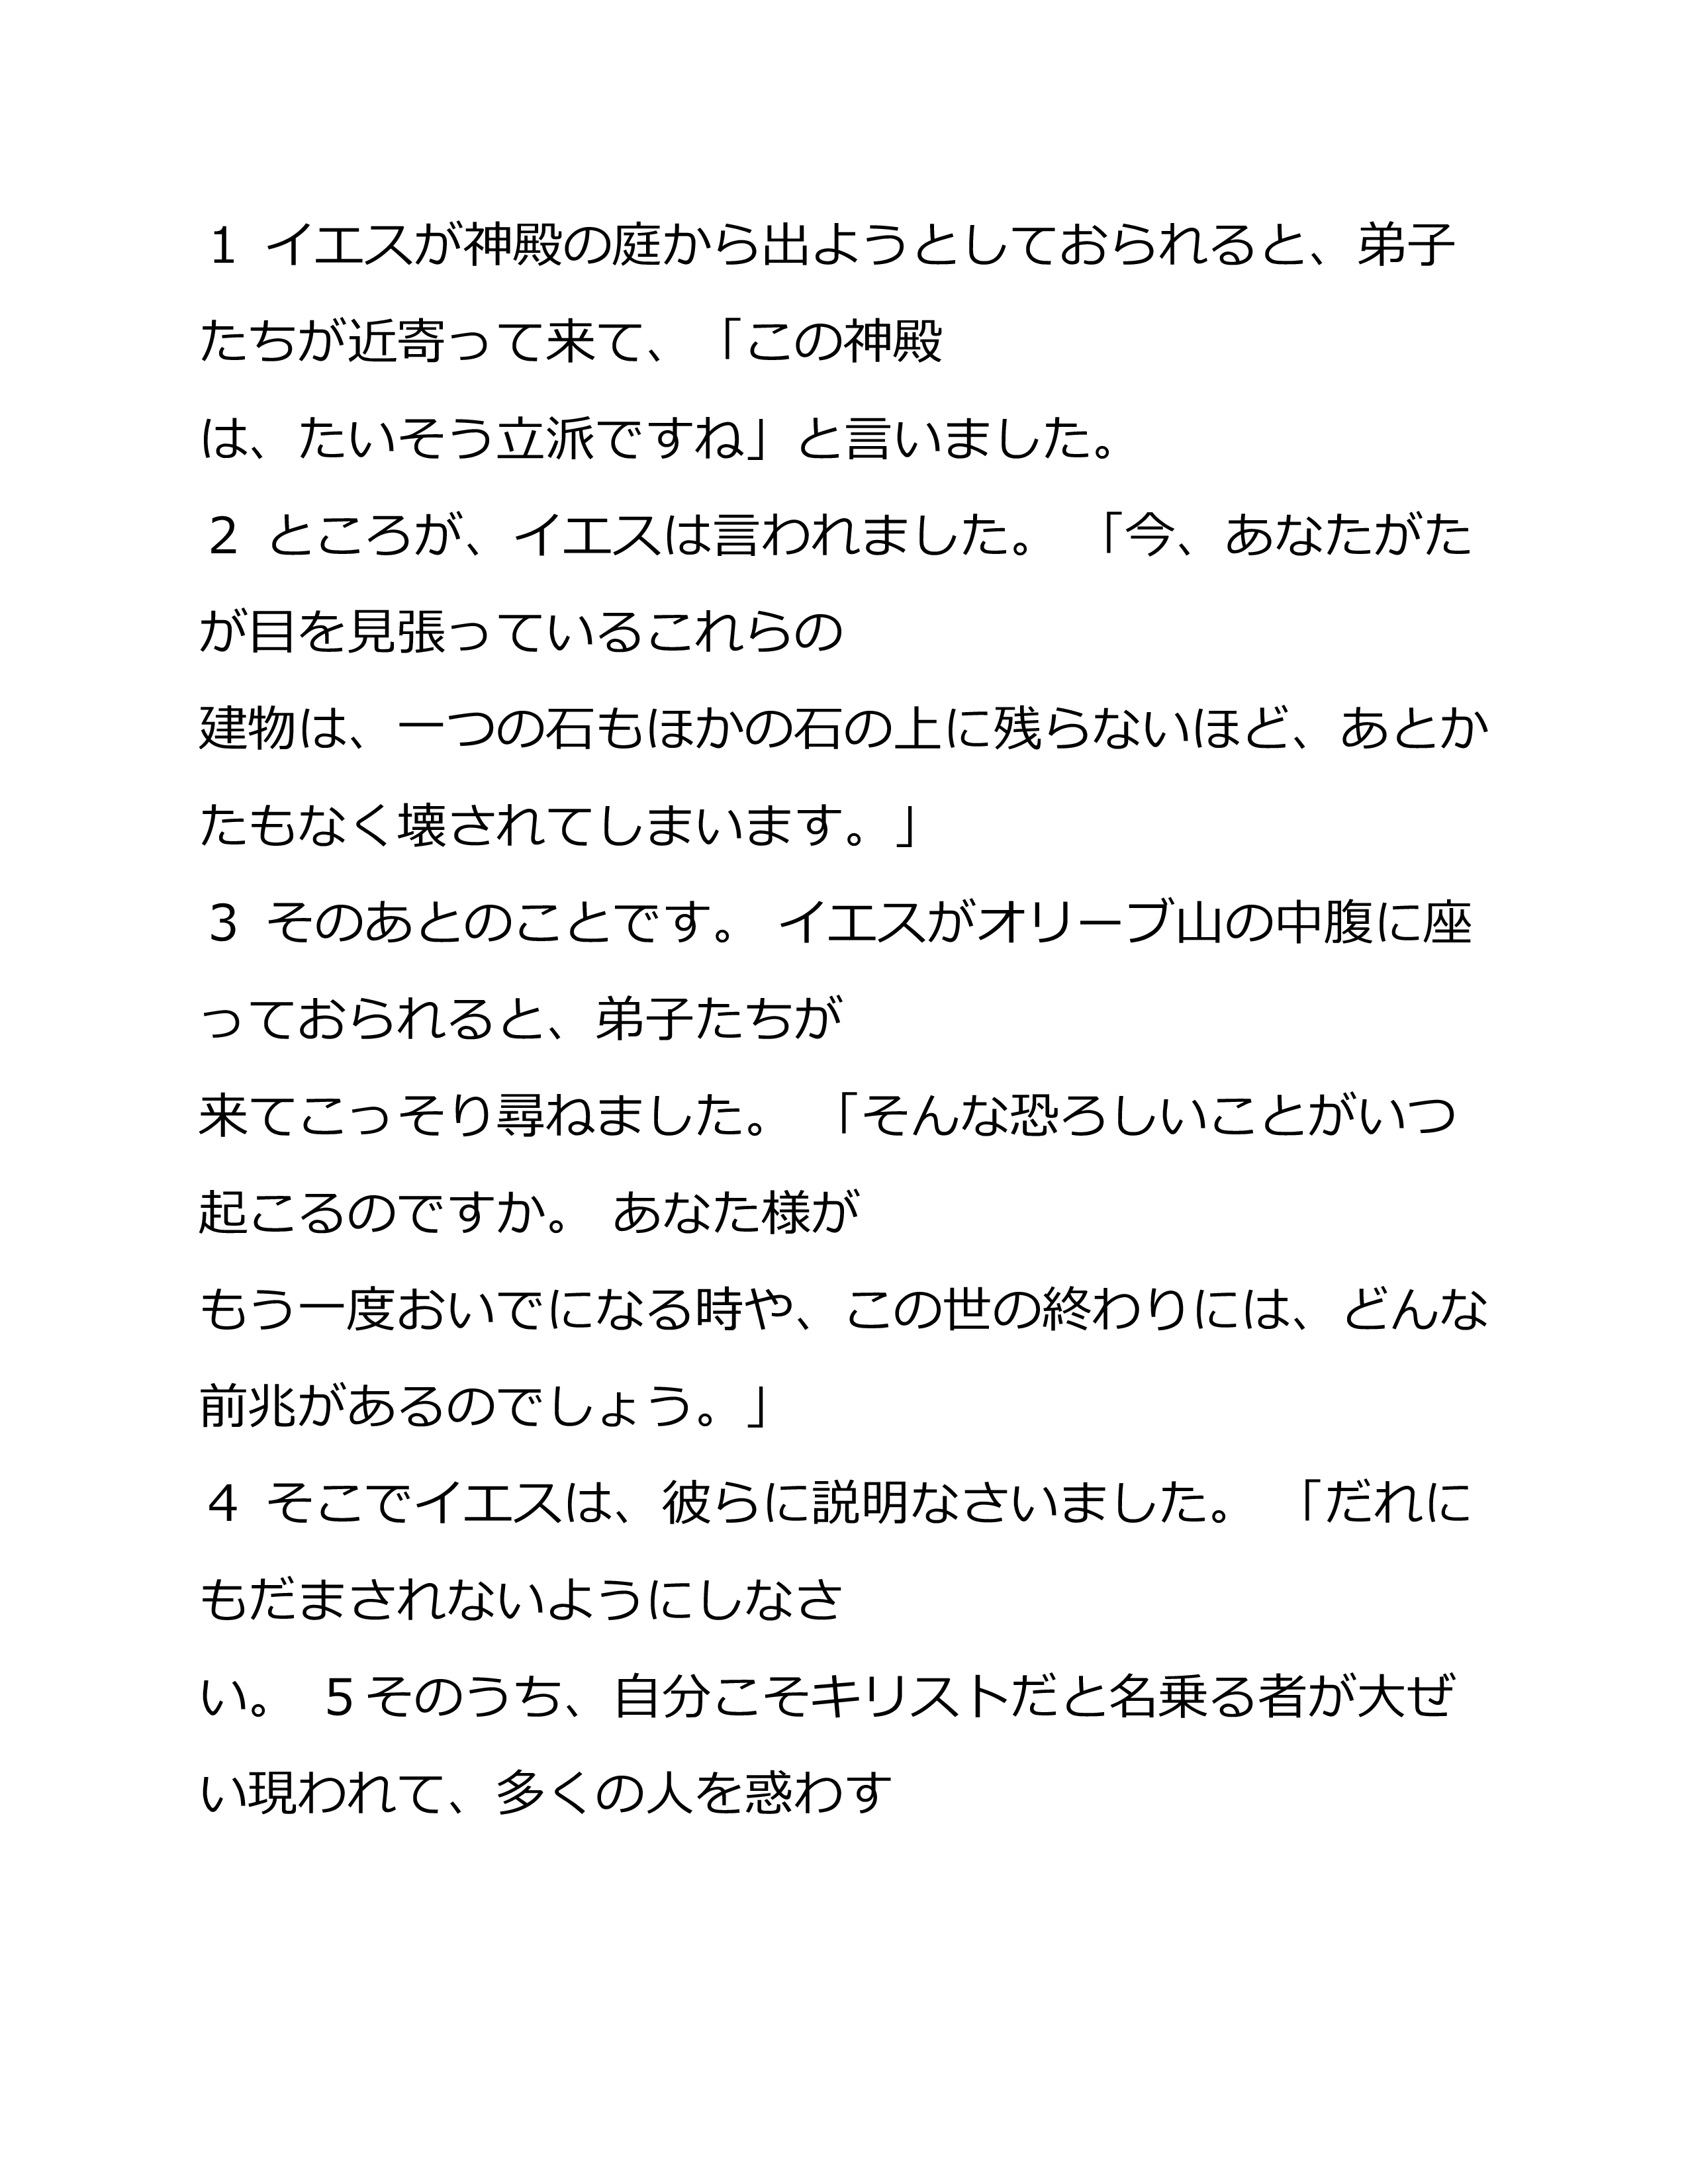 1 イエスが神殿の庭から出ようとしておられると、弟子
たちが近寄って来て、「この神殿
は、たいそう立派ですね」と言いました。
2 ところが、イエスは言われました。 「今、あなたがた
が目を見張っているこれらの
建物は、一つの石もほかの石の上に残らないほど、あとか
たもなく壊されてしまいます。」
3 そのあとのことです。 イエスがオリーブ山の中腹に座
っておられると、弟子たちが
来てこっそり尋ねました。 「そんな恐ろしいことがいつ
起こるのですか。 あなた様が
もう一度おいでになる時や、この世の終わりには、どんな
前兆があるのでしょう。」
4 そこでイエスは、彼らに説明なさいました。 「だれに
もだまされないようにしなさ
い。 5 そのうち、自分こそキリストだと名乗る者が大ぜ
い現われて、多くの人を惑わす